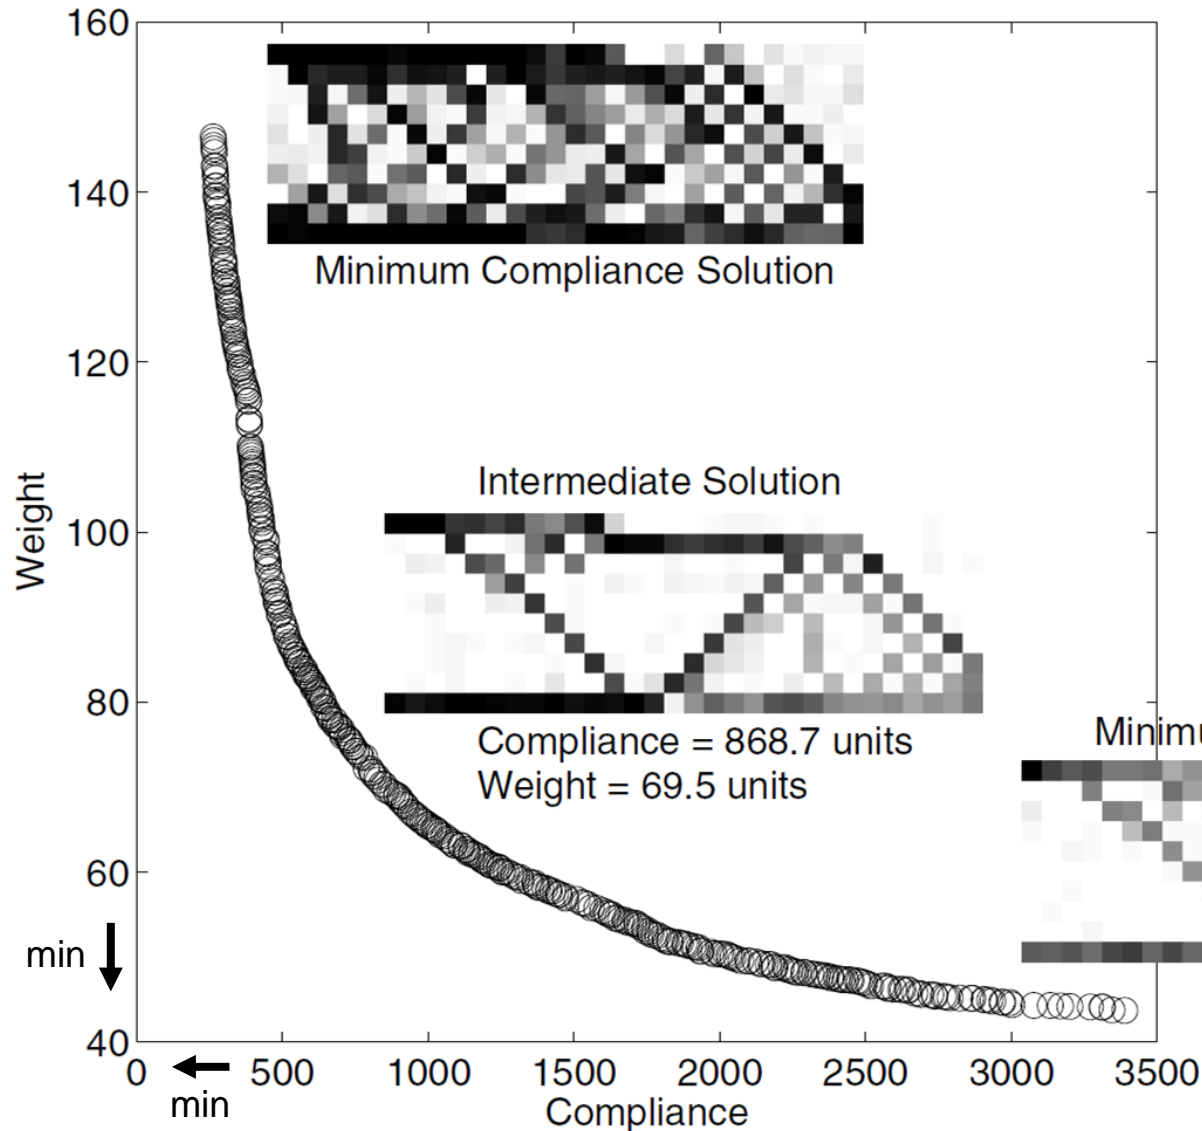 160
140
120
100
80
60
40
Weight
Minimum Compliance Solution
Intermediate Solution
Compliance = 868.7 units
Weight = 69.5 units
Minimu
min
0
500
1000
1500
2000
2500
3000
3500
min
Compliance